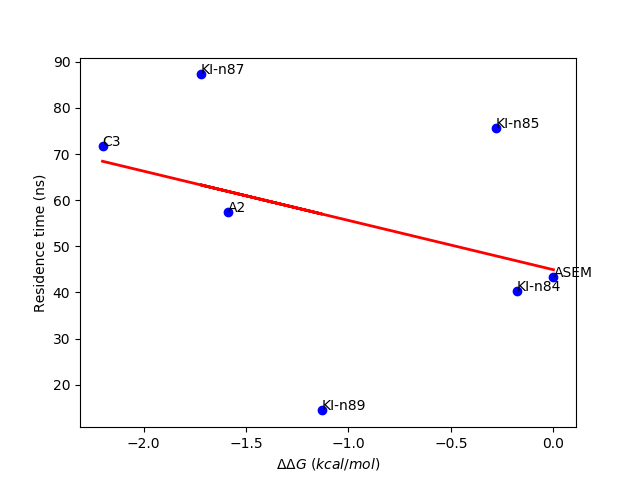 90
80
70
60
50
40
30
20
Residence time (ns)
KI-n87
KI-n85
C3
A2
ASEM
KI-n84
KI-n89
−2.0
−1.5
−1.0
−0.5
0.0
ΔΔG (kcal/mol)